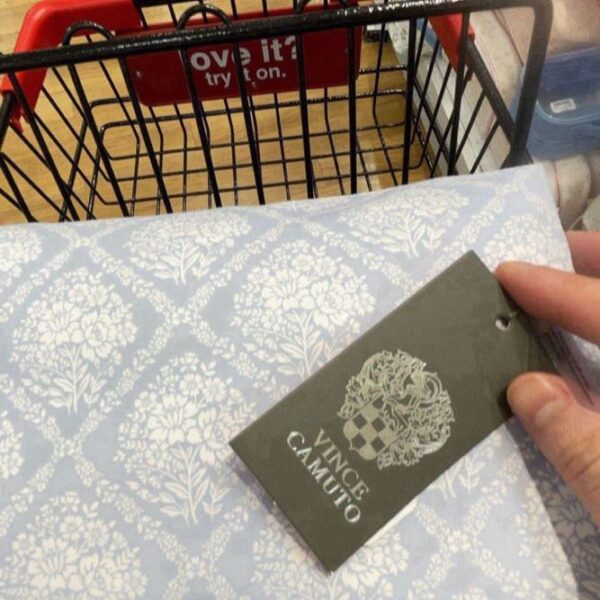 ove it?
try it on.
VINCE
CAMUTO